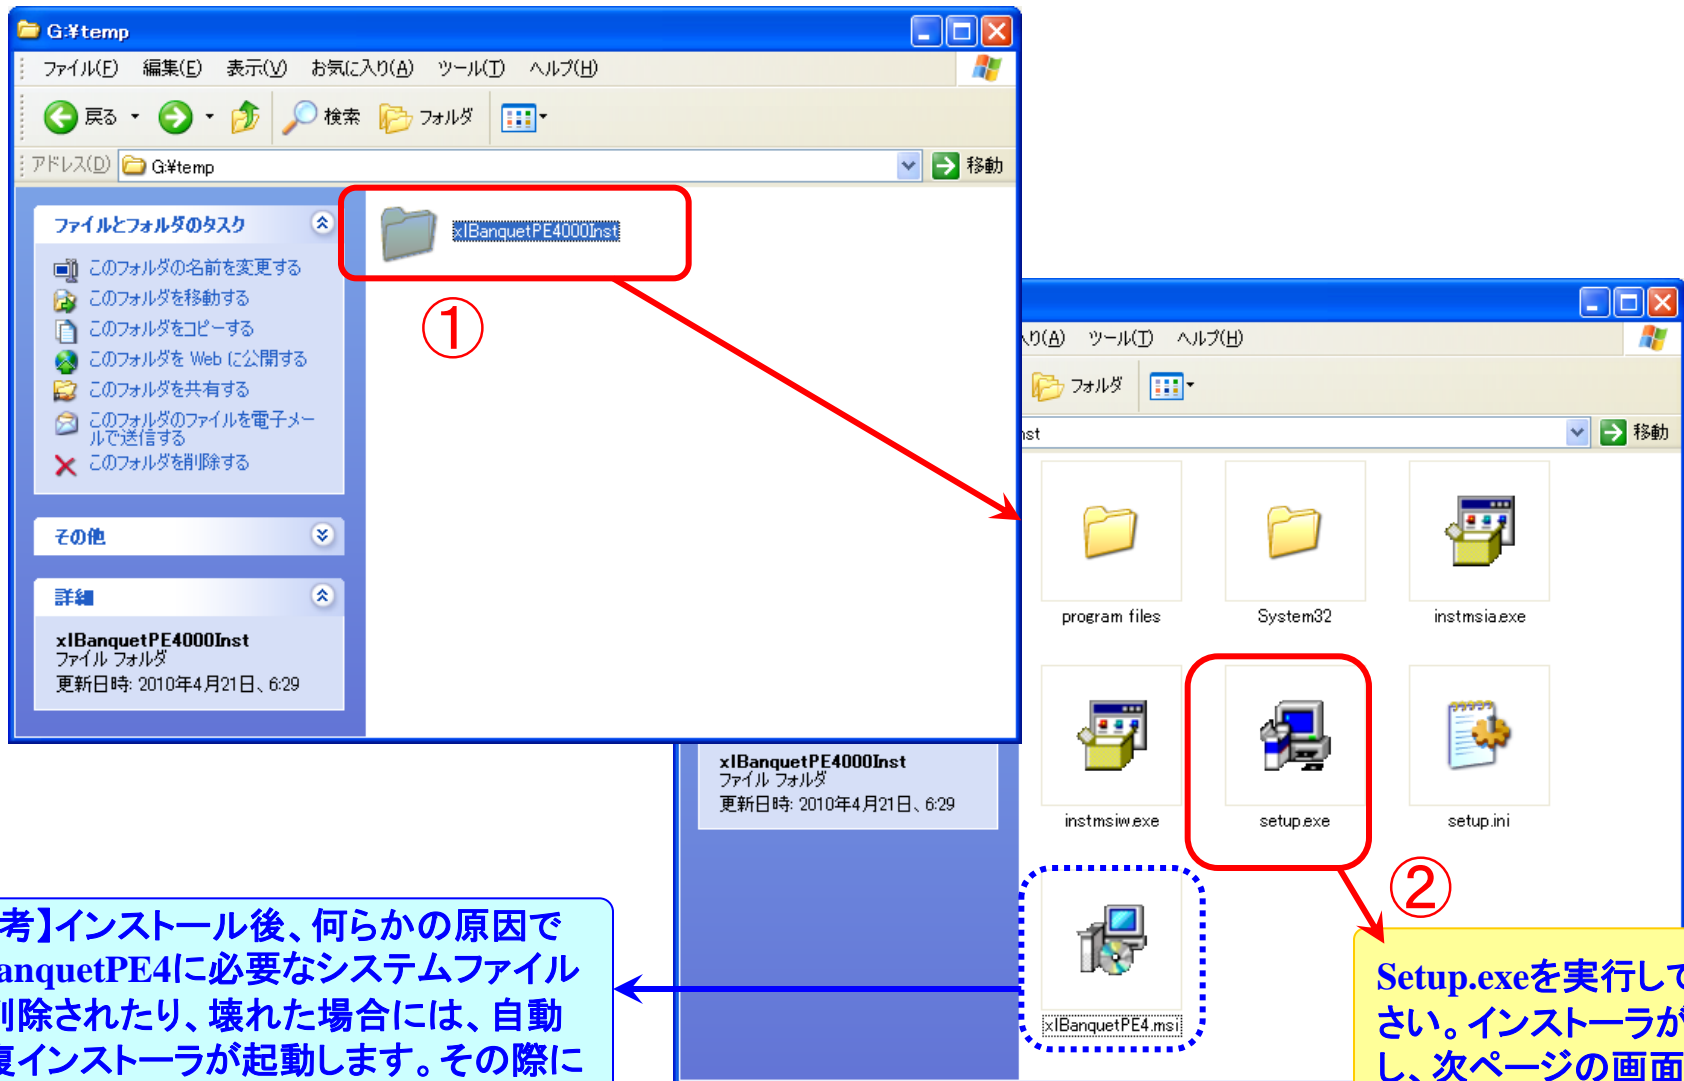 G:¥temp
ファイル(F) 編集(E) 表示(V) お気に入り(A) ツール(T) ヘルプ(H)
戻る 検索 フォルダ
アドレス(D) G:¥temp 移動
ファイルとフォルダのタスク
このフォルダの名前を変更する
このフォルダを移動する
このフォルダをコピーする
このフォルダを Web に公開する
このフォルダを共有する
このフォルダのファイルを電子メー
ルで送信する
このフォルダを削除する
その他
詳細
xlBanquetPE4000Inst
ファイル フォルダ
更新日時: 2010年4月21日、6:29
xlBanquetPE4000Inst
①
り(A) ツール(T) ヘルプ(H)
フォルダ
nst 移動
program files
System32
instmsia.exe
instmsiw.exe
setup.exe
setup.ini
xlBanquetPE4.msi
xlBanquetPE4000Inst
ファイル フォルダ
更新日時: 2010年4月21日、6:29
②
考】インストール後、何らかの原因で
anquetPE4に必要なシステムファイル
削除されたり、壊れた場合には、自動
復インストーラが起動します。その際に
Setup.exeを実行して
さい。インストーラが
し、次ページの画面